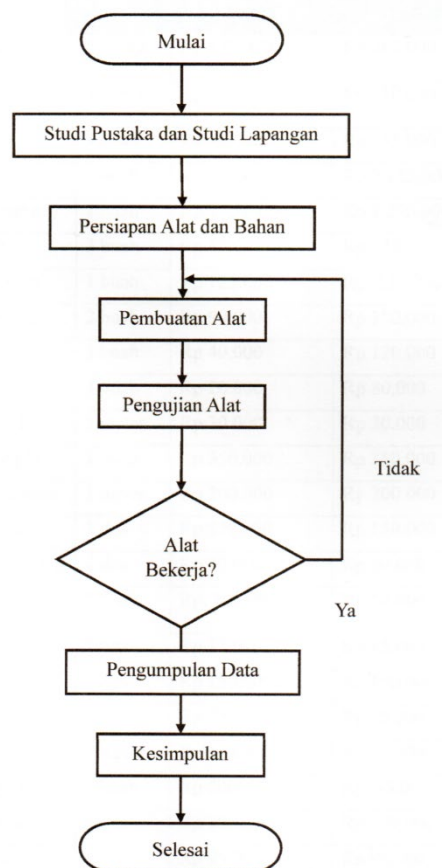 Mulai
Studi Pustaka dan Studi Lapangan
Persiapan Alat dan Bahan
Pembuatan Alat
Pengujian Alat
Tidak
Alat
Bekerja?
Ya
Pengumpulan Data
Kesimpulan
Selesai